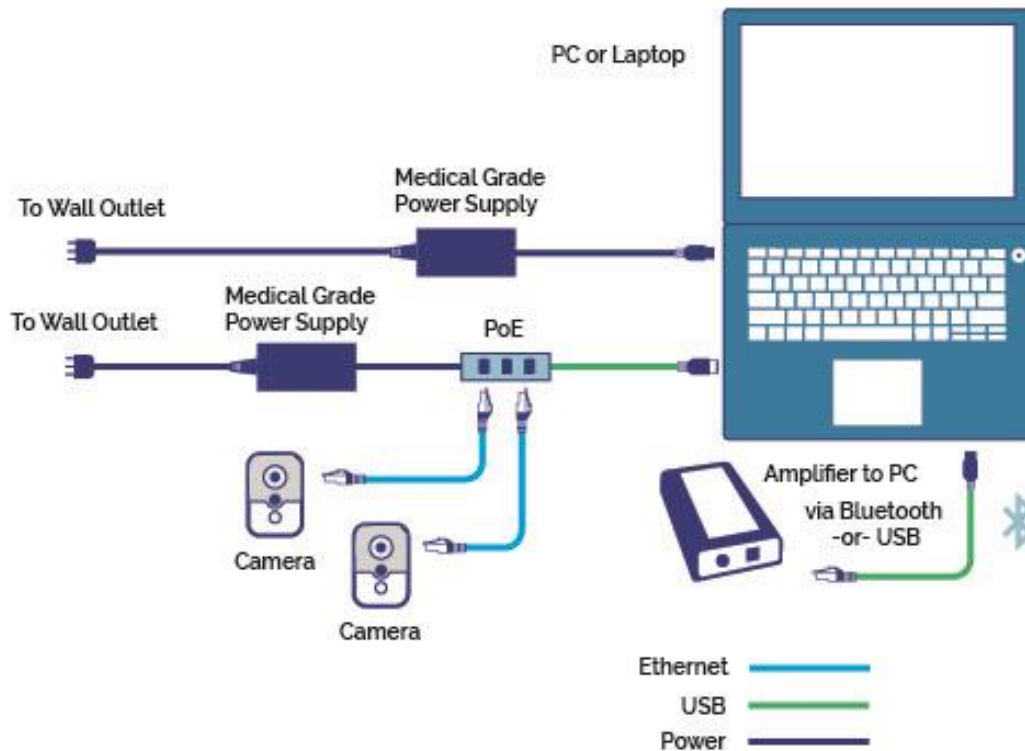 PC or Laptop
Medical Grade
Power Supply
To Wall Outlet
Medical Grade
Power Supply
To Wall Outlet
PoE
Amplifier to PC
via Bluetooth
-or- USB
Camera
Camera
Ethernet
USB
Power